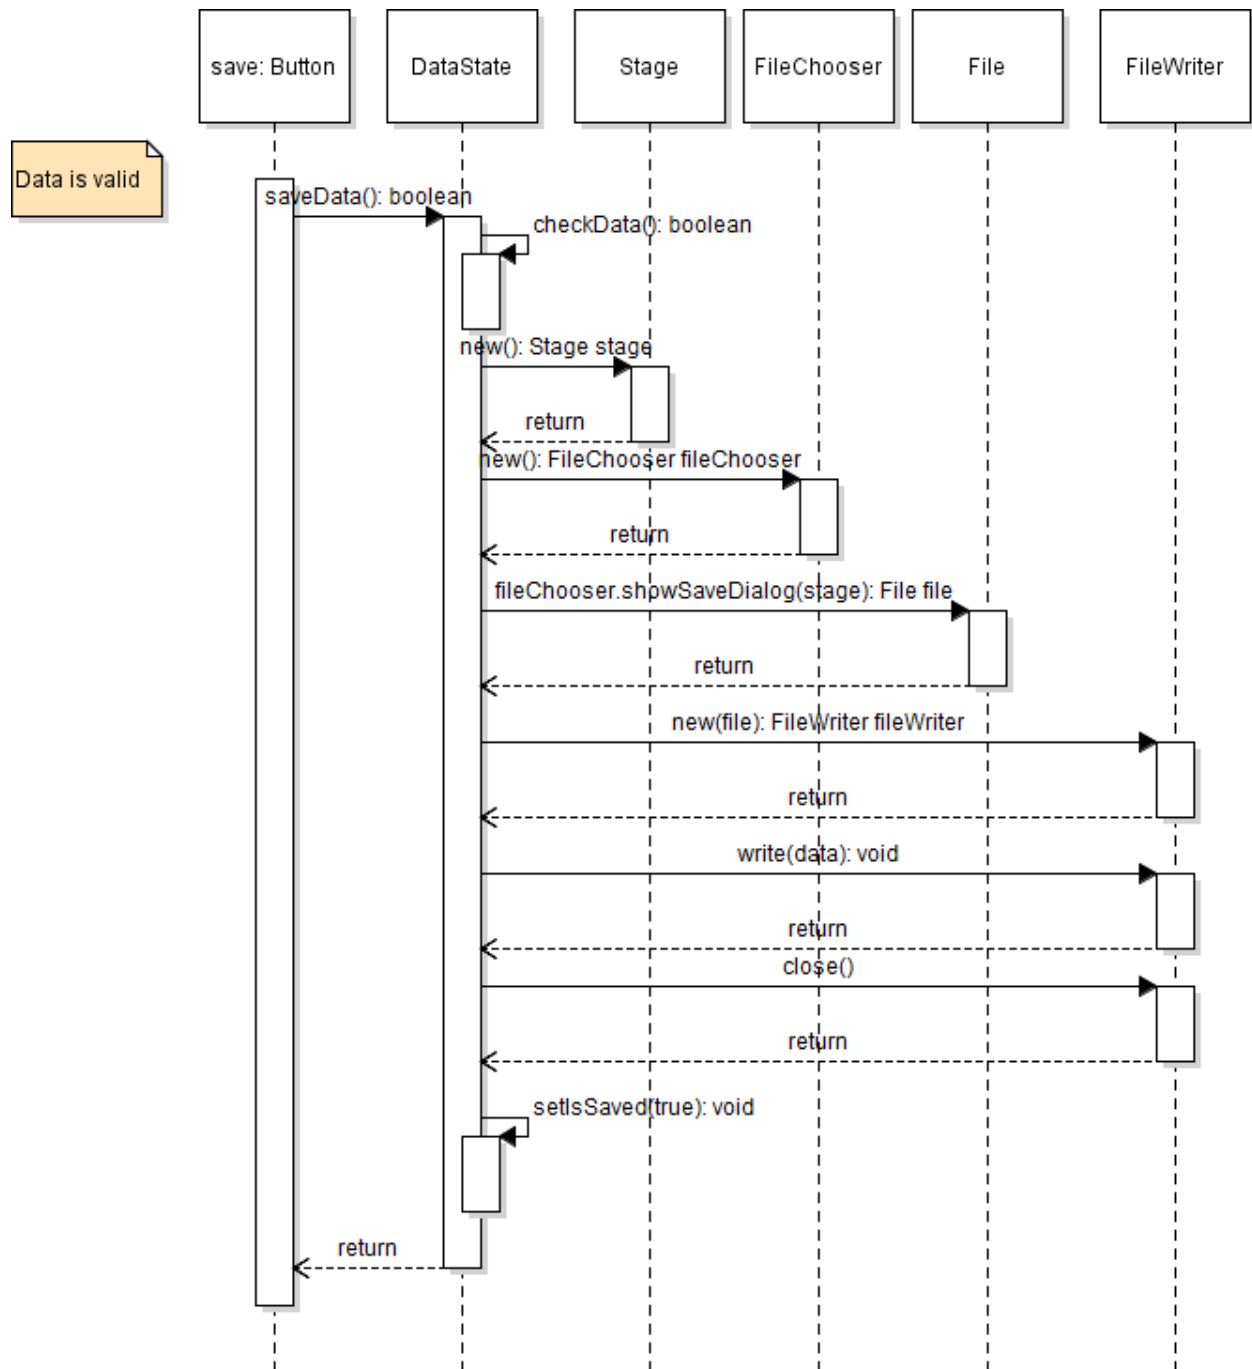 save: Button
DataState
Stage
FileChooser
File
FileWriter
Data is valid
saveData(): boolean
checkData(): boolean
new(): Stage stage
return
new(): FileChooser fileChooser
return
fileChooser.showSaveDialog(stage): File file
return
new(file): FileWriter fileWriter
return
write(data): void
return
close()
return
setIsSaved(true): void
return